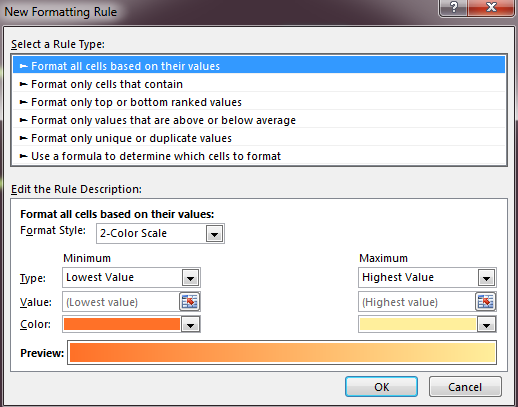 New Formatting Rule
?
Select a Rule Type:
► Format all cells based on their values
► Format only cells that contain
► Format only top or bottom ranked values
► Format only values that are above or below average
► Format only unique or duplicate values
► Use a formula to determine which cells to format
Edit the Rule Description:
Format all cells based on their values:
Format Style: 2-Color Scale
Minimum Maximum
Type: Lowest Value Highest Value
Value: (Lowest value) (Highest value)
Color:
Preview:
OK Cancel